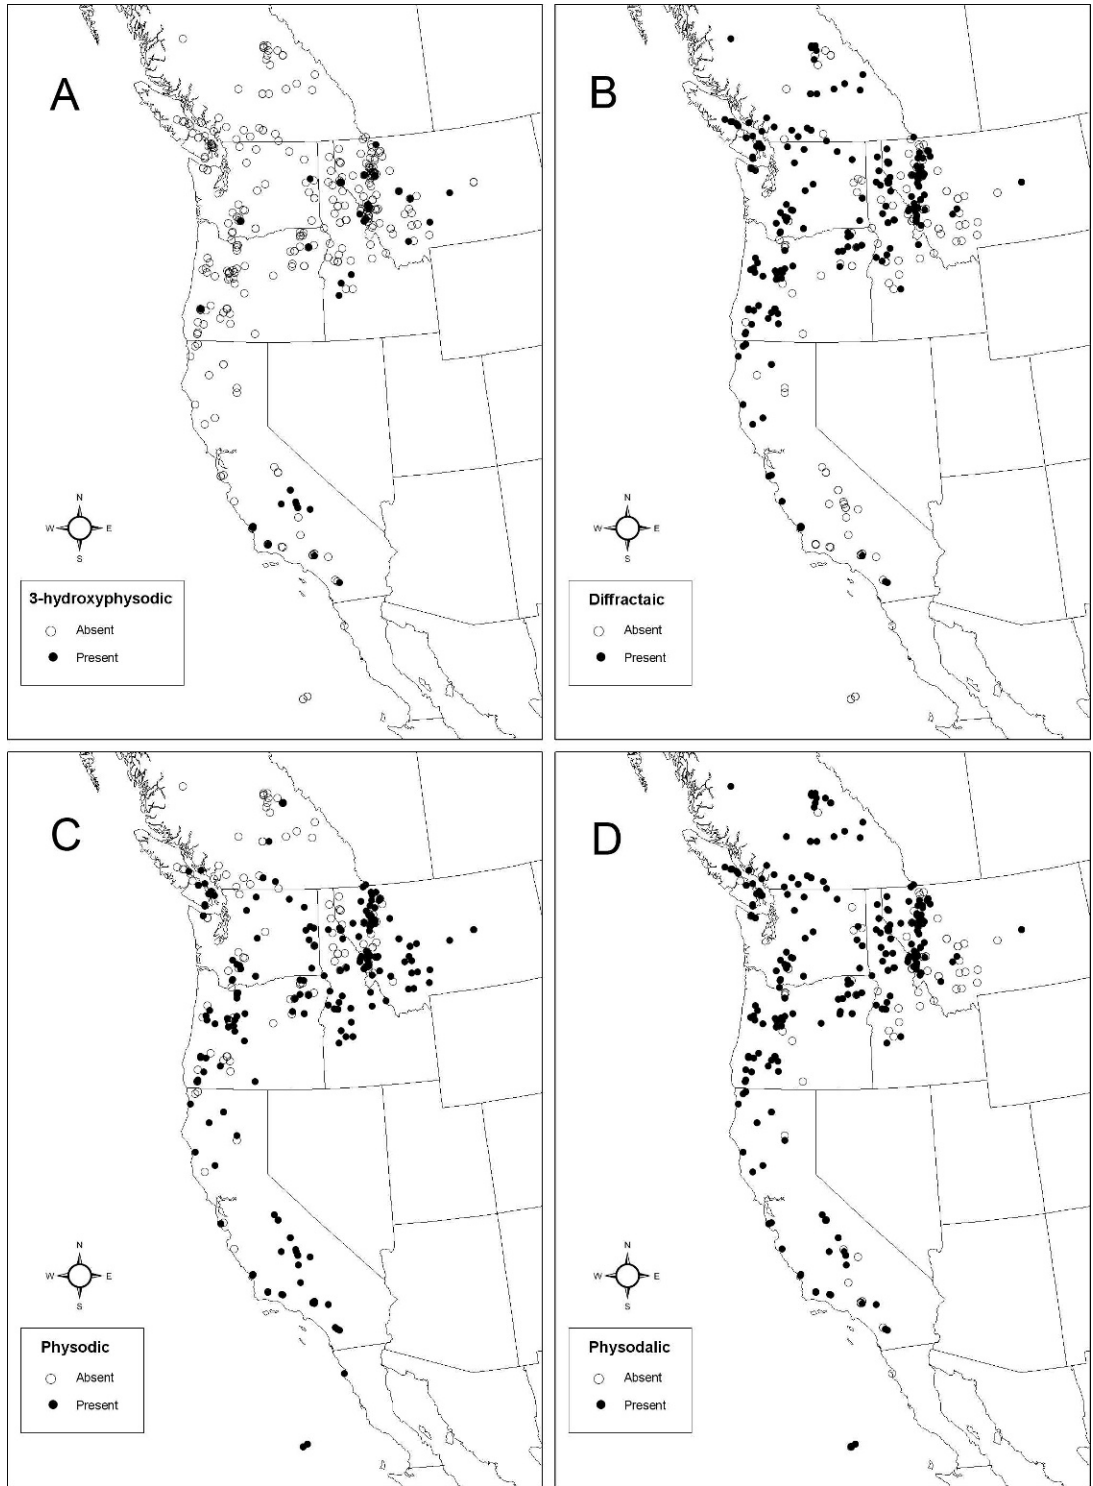 A
N
W E
S
3-hydroxyphysodic
Absent
Present
B
N
W E
S
Diffractaic
Absent
Present
C
N
W E
S
Physodic
Absent
Present
D
N
W E
S
Physodalic
Absent
Present